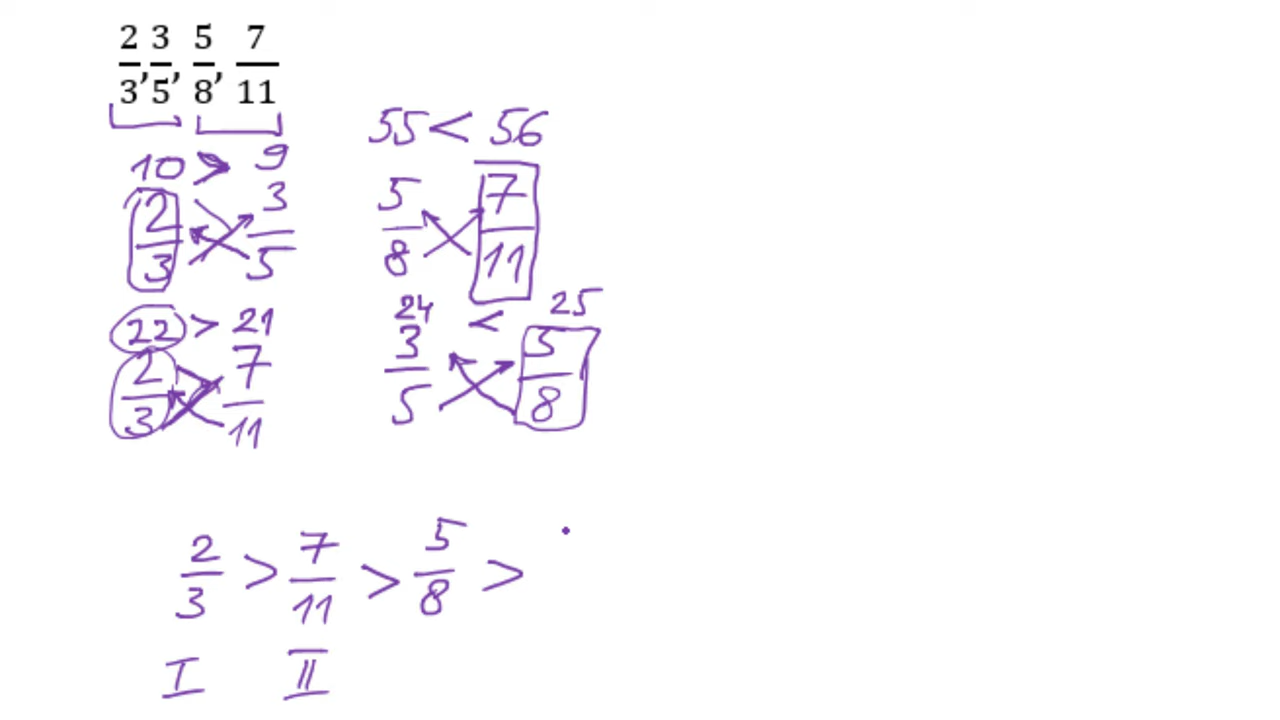 2/3, 3/5, 5/8, 7/11
10 > 9
2/3 3/5
22 > 21
2/3 7/11
55 < 56
5/8 7/11
24 < 25
3/5 5/8
2/3 > 7/11 > 5/8 >
I II